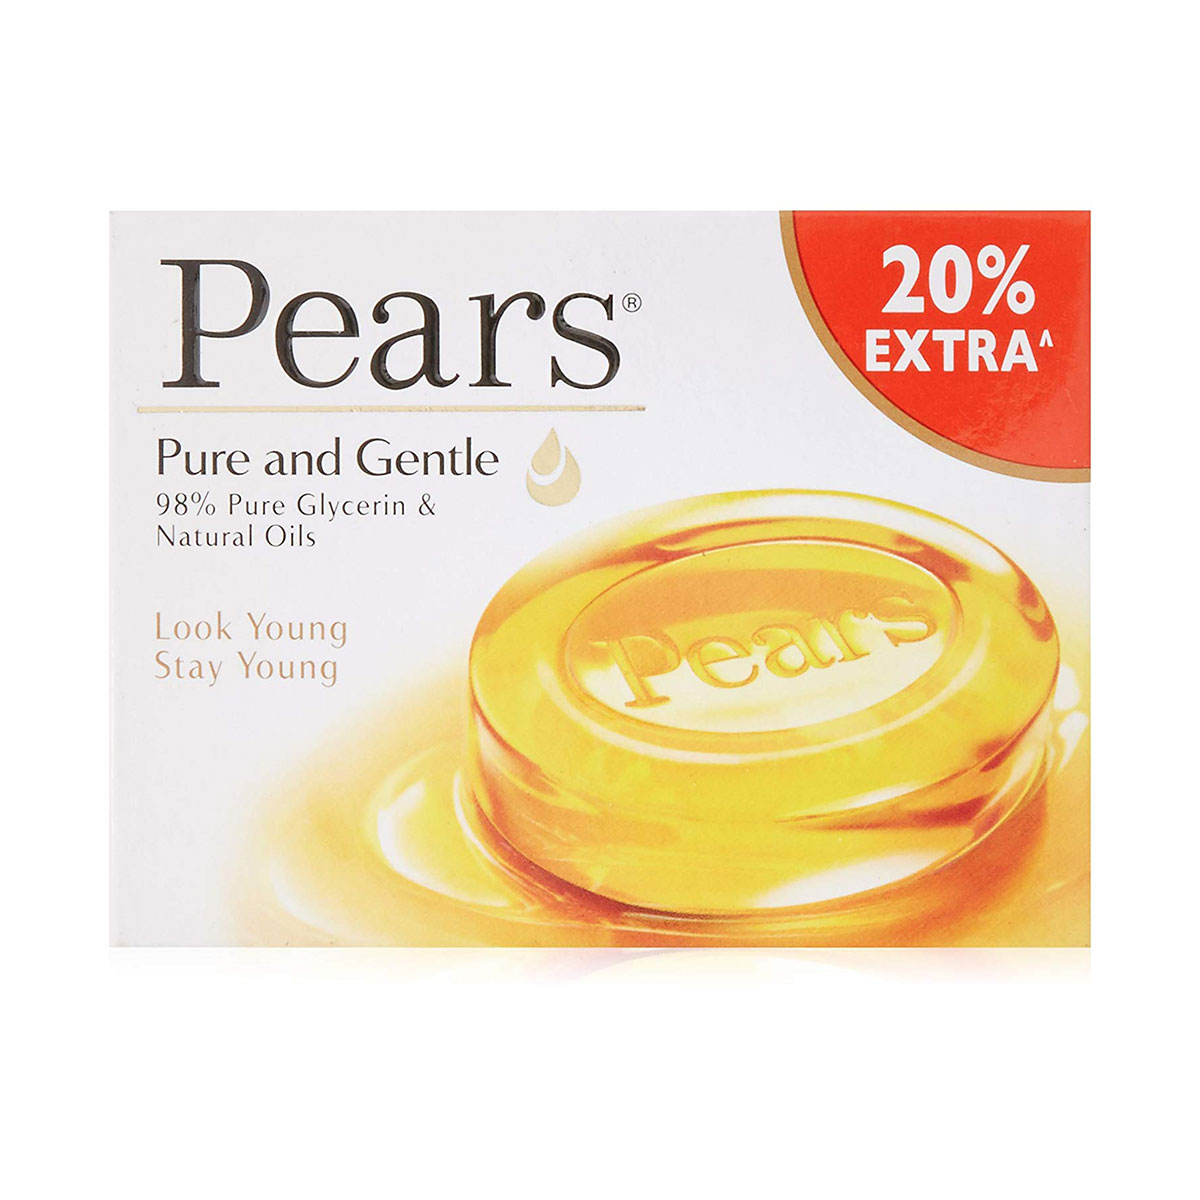 Pears®
20%
EXTRA^
Pure and Gentle
98% Pure Glycerin &
Natural Oils
Look Young
Stay Young
Pears